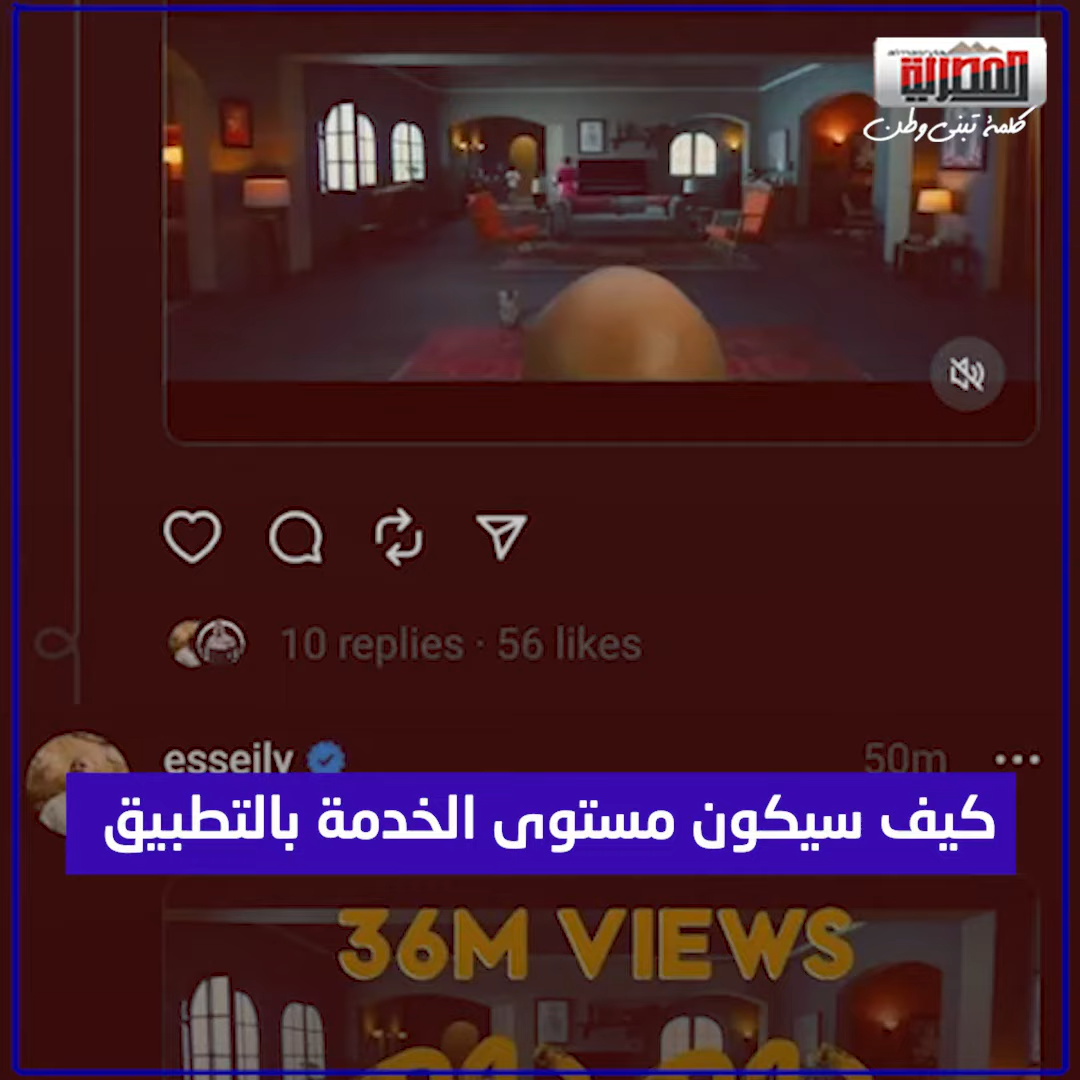 المصرية
كلمة تبني وطن
10 replies · 56 likes
esseily
50m
كيف سيكون مستوى الخدمة بالتطبيق
36M VIEWS